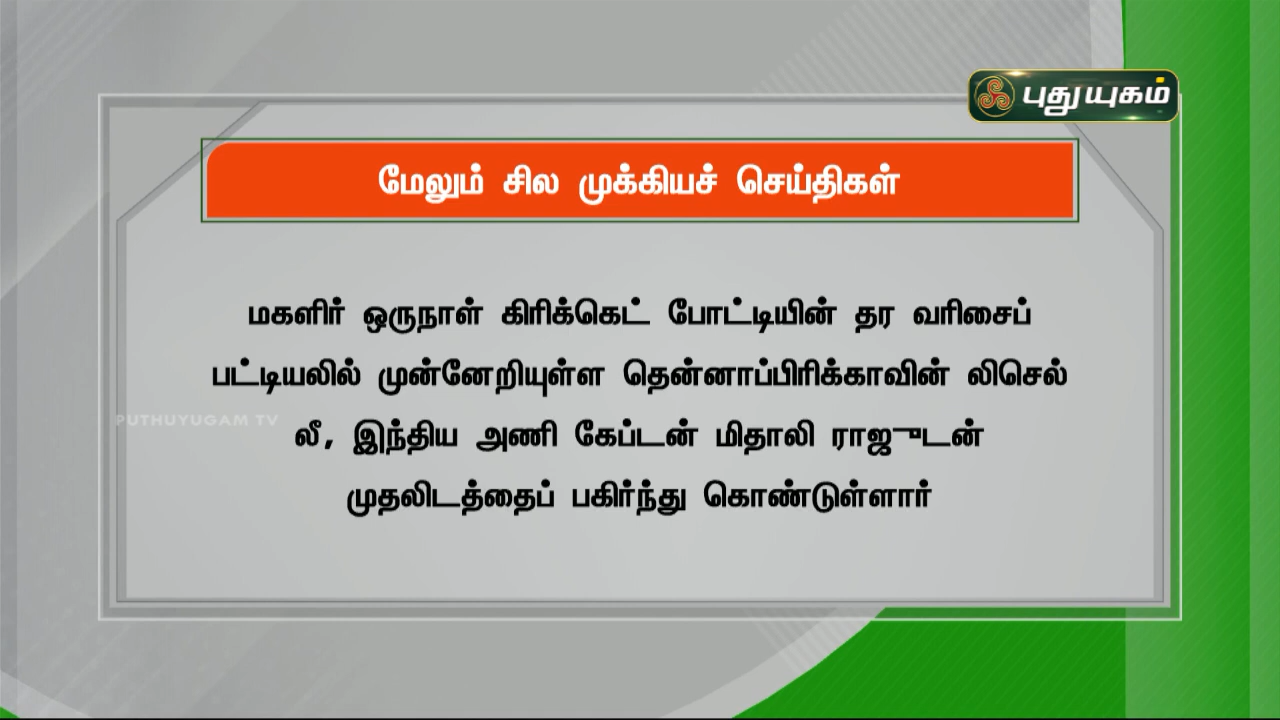 புதுயுகம்
மேலும் சில முக்கியச் செய்திகள்
மகளிர் ஒருநாள் கிரிக்கெட் போட்டியின் தர வரிசைப்
பட்டியலில் முன்னேறியுள்ள தென்னாப்பிரிக்காவின் லிசெல்
PUTHUYUGAM TV
லீ, இந்திய அணி கேப்டன் மிதாலி ராஜுடன்
முதலிடத்தைப் பகிர்ந்து கொண்டுள்ளார்